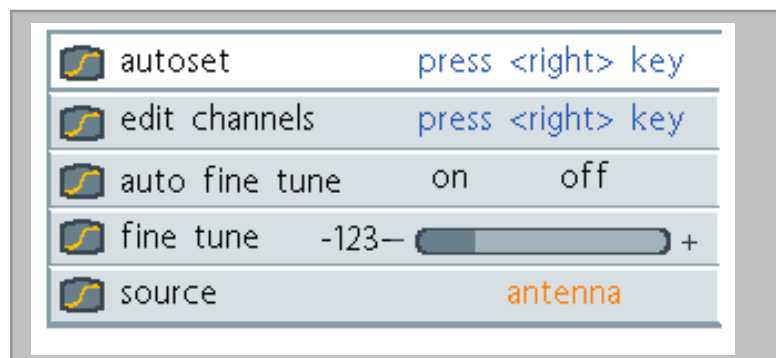 autoset press <right> key
edit channels press <right> key
auto fine tune on off
fine tune -123– +
source antenna